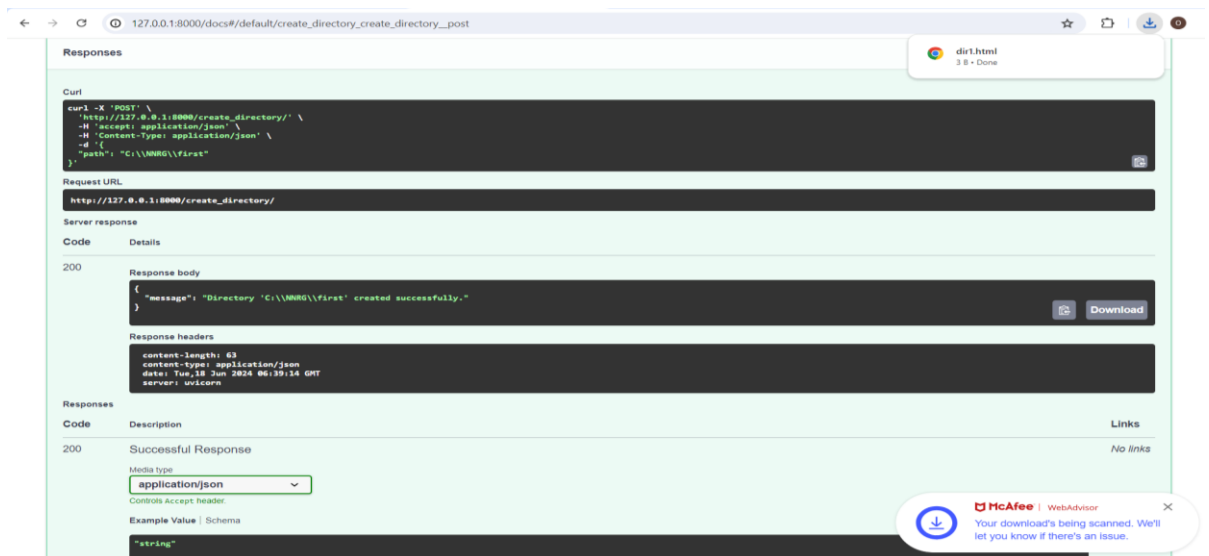 127.0.0.1:8000/docs#/default/create_directory_create_directory__post
dir1.html
3 B • Done
Responses
Curl
curl -X 'POST' \
'http://127.0.0.1:8000/create_directory/' \
-H 'accept: application/json' \
-H 'Content-Type: application/json' \
-d '{
"path": "C:\\NNRG\\first"
}'
Request URL
http://127.0.0.1:8000/create_directory/
Server response
Code Details
200
Response body
{
"message": "Directory 'C:\\NNRG\\first' created successfully."
}
Download
Response headers
content-length: 63
content-type: application/json
date: Tue,18 Jun 2024 06:39:14 GMT
server: uvicorn
Responses
Code Description Links
200 Successful Response No links
Media type
application/json
Controls Accept header.
Example Value | Schema
"string"
McAfee | WebAdvisor
Your download's being scanned. We'll
let you know if there's an issue.